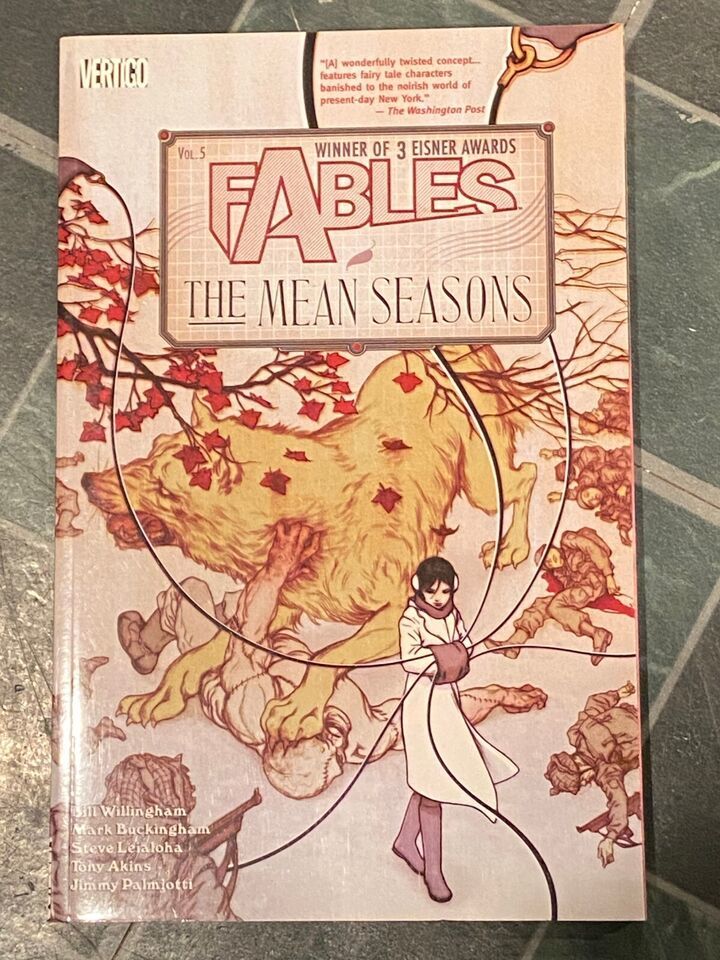 VERTIGO
"[A] wonderfully twisted concept...
features fairy tale characters
banished to the noirish world of
present-day New York."
— The Washington Post
VOL. 5
WINNER OF 3 EISNER AWARDS
FABLES
THE MEAN SEASONS
Bill Willingham
Mark Buckingham
Steve Leialoha
Tony Akins
Jimmy Palmiotti